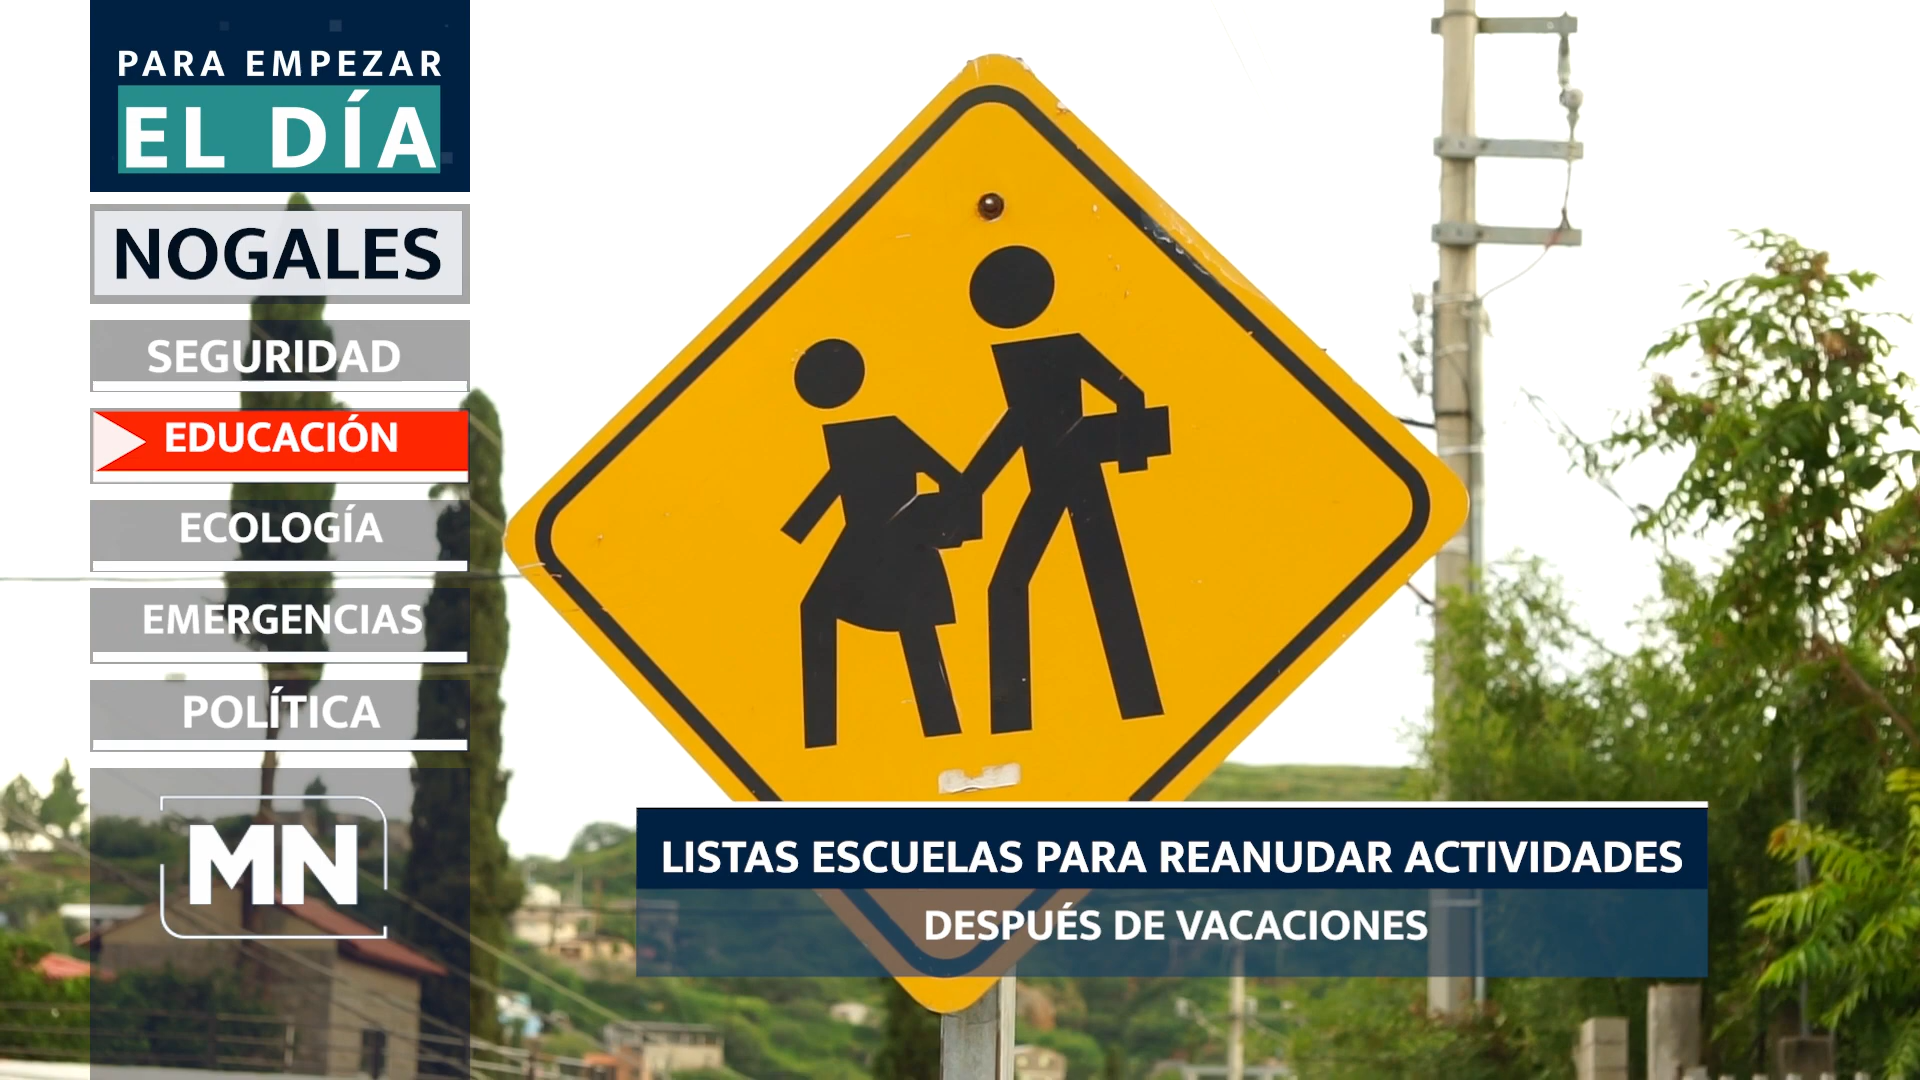 PARA EMPEZAR
EL DÍA
NOGALES
SEGURIDAD
EDUCACIÓN
ECOLOGÍA
EMERGENCIAS
POLÍTICA
MN
LISTAS ESCUELAS PARA REANUDAR ACTIVIDADES
DESPUÉS DE VACACIONES